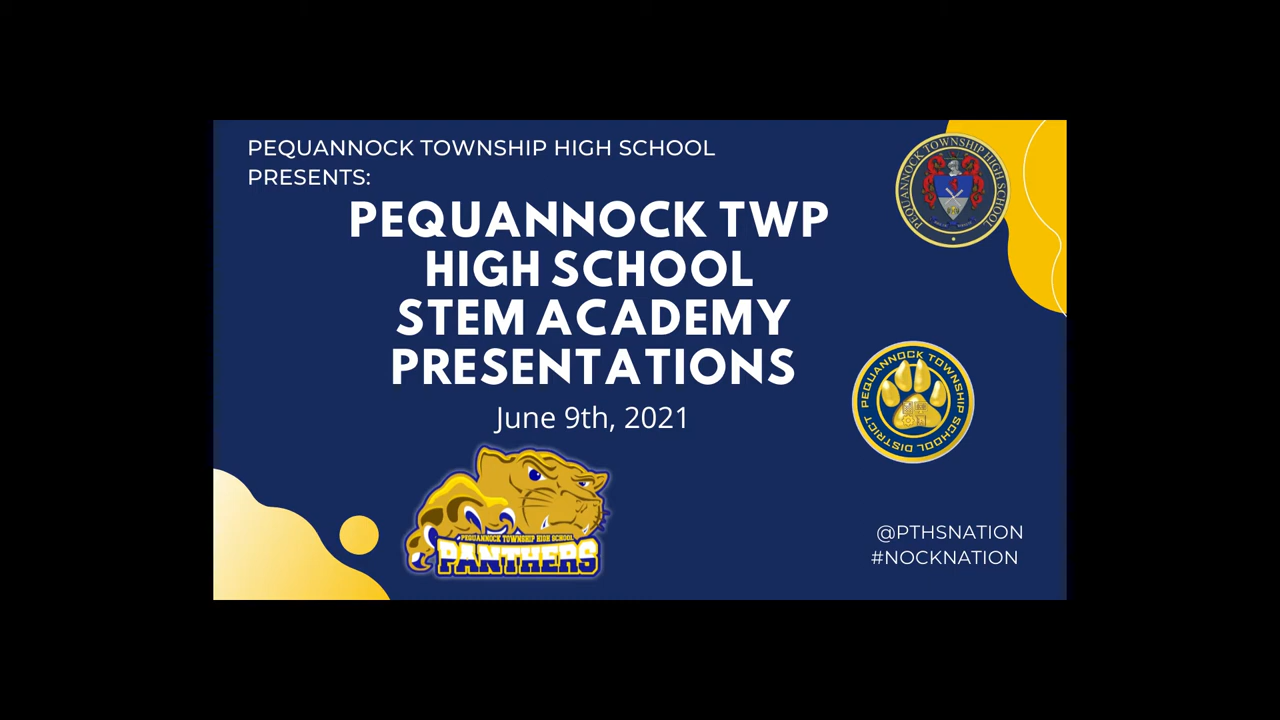 PEQUANNOCK TOWNSHIP HIGH SCHOOL
PRESENTS:
PEQUANNOCK TWP
HIGH SCHOOL
STEM ACADEMY
PRESENTATIONS
June 9th, 2021
PEQUANNOCK TOWNSHIP HIGH SCHOOL
PEQUANNOCK TOWNSHIP SCHOOL DISTRICT
PEQUANNOCK TOWNSHIP HIGH SCHOOL
PANTHERS
@PTHSNATION
#NOCKNATION